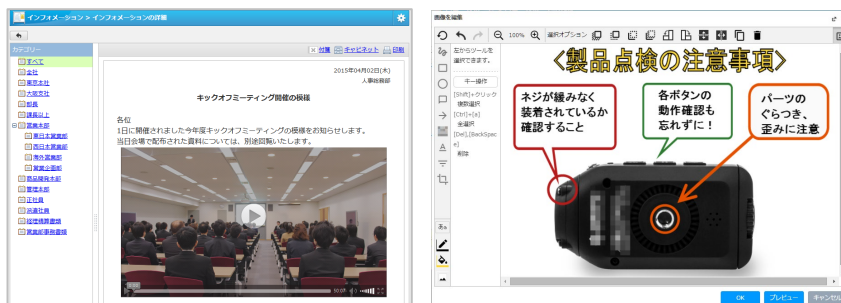 インフォメーション > インフォメーションの詳細
カテゴリー
すべて
会社
東京本社
大阪支社
部長
課長以上
営業本部
東日本営業部
西日本営業部
海外営業部
営業企画部
商品開発本部
管理本部
正社員
派遣社員
経理精算書類
営業部事務書類
付箋 キャビネット 印刷
2015年04月02日(木)
人事総務部
キックオフミーティング開催の模様
各位
1日に開催されました今年度キックオフミーティングの模様をお知らせします。
当日会場で配布された資料については、別途回覧いたします。
画像を編集
100%
選択オプション
左からツールを
選択できます。
キー操作
[Shift]+クリック
複数選択
[Ctrl]+[a]
全選択
[Del],[BackSpac
e]
削除
A
あa
<製品点検の注意事項>
ネジが緩みなく
装着されているか
確認すること
各ボタンの
動作確認も
忘れずに!
パーツの
ぐらつき、
歪みに注意
OK
プレビュー
キャンセル